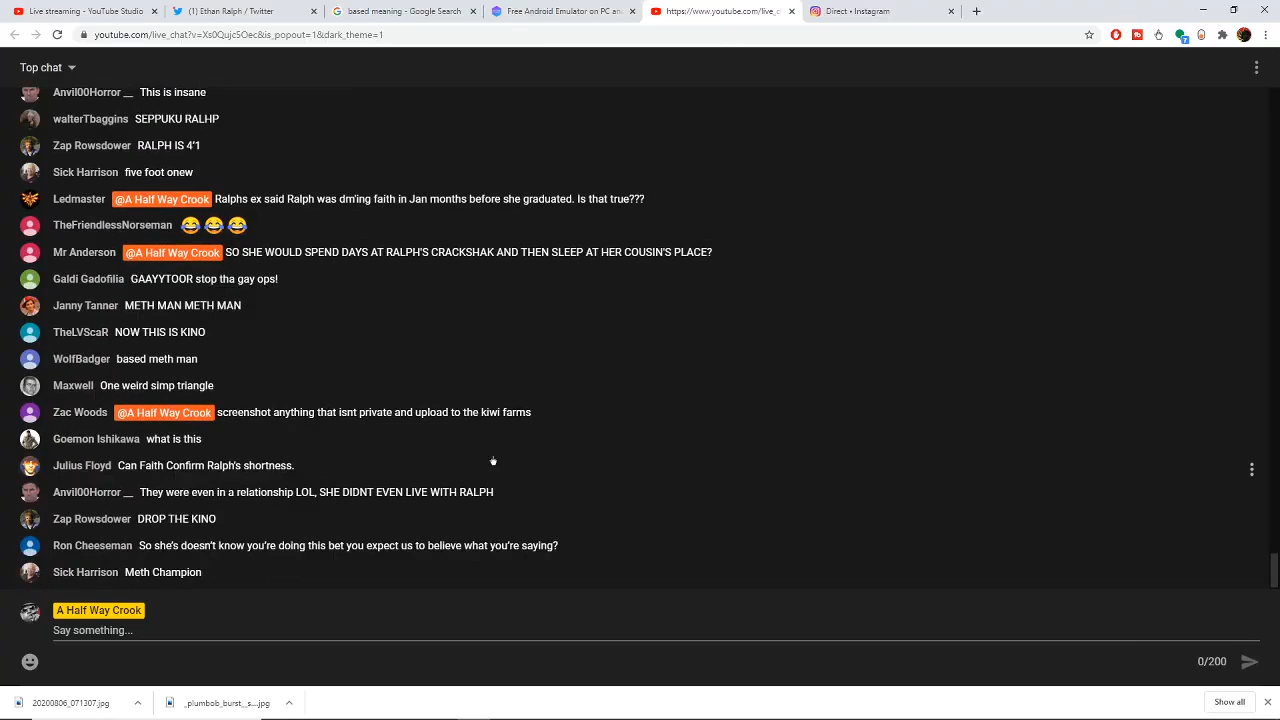 Live streaming - YouTube Studio
(1) Ethan Ralph / Twitter
based meaning - Google Search
Free Android Emulator on PC an
https://www.youtube.com/live_c
Direct • Instagram
youtube.com/live_chat?v=Xs0Qujc5Oec&is_popout=1&dark_theme=1
Top chat
Anvil00Horror __ This is insane
walterTbaggins SEPPUKU RALHP
Zap Rowsdower RALPH IS 4'1
Sick Harrison five foot onew
Ledmaster @A Half Way Crook Ralphs ex said Ralph was dm'ing faith in Jan months before she graduated. Is that true???
TheFriendlessNorseman 😂 😂 😂
Mr Anderson @A Half Way Crook SO SHE WOULD SPEND DAYS AT RALPH'S CRACKSHAK AND THEN SLEEP AT HER COUSIN'S PLACE?
Galdi Gadofilia GAAYYTOOR stop tha gay ops!
Janny Tanner METH MAN METH MAN
TheLVScaR NOW THIS IS KINO
WolfBadger based meth man
Maxwell One weird simp triangle
Zac Woods @A Half Way Crook screenshot anything that isnt private and upload to the kiwi farms
Goemon Ishikawa what is this
Julius Floyd Can Faith Confirm Ralph's shortness.
Anvil00Horror __ They were even in a relationship LOL, SHE DIDNT EVEN LIVE WITH RALPH
Zap Rowsdower DROP THE KINO
Ron Cheeseman So she's doesn't know you're doing this bet you expect us to believe what you're saying?
Sick Harrison Meth Champion
A Half Way Crook
Say something...
0/200
20200806_071307.jpg
_plumbob_burst__s....jpg
Show all